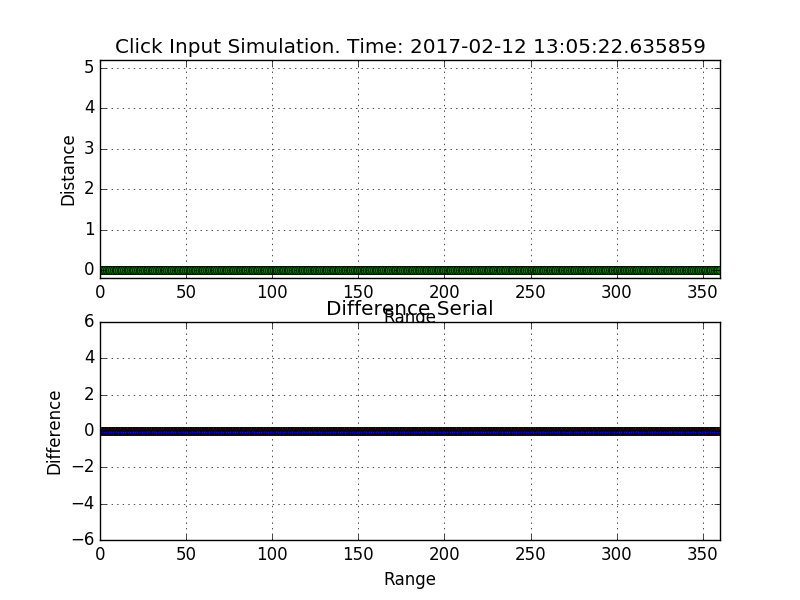 Click Input Simulation. Time: 2017-02-12 13:05:22.635859
5
4
3
2
1
0
Distance
0 50 100 150 200 250 300 350
Range
Difference Serial
6
4
2
0
−2
−4
−6
Difference
0 50 100 150 200 250 300 350
Range